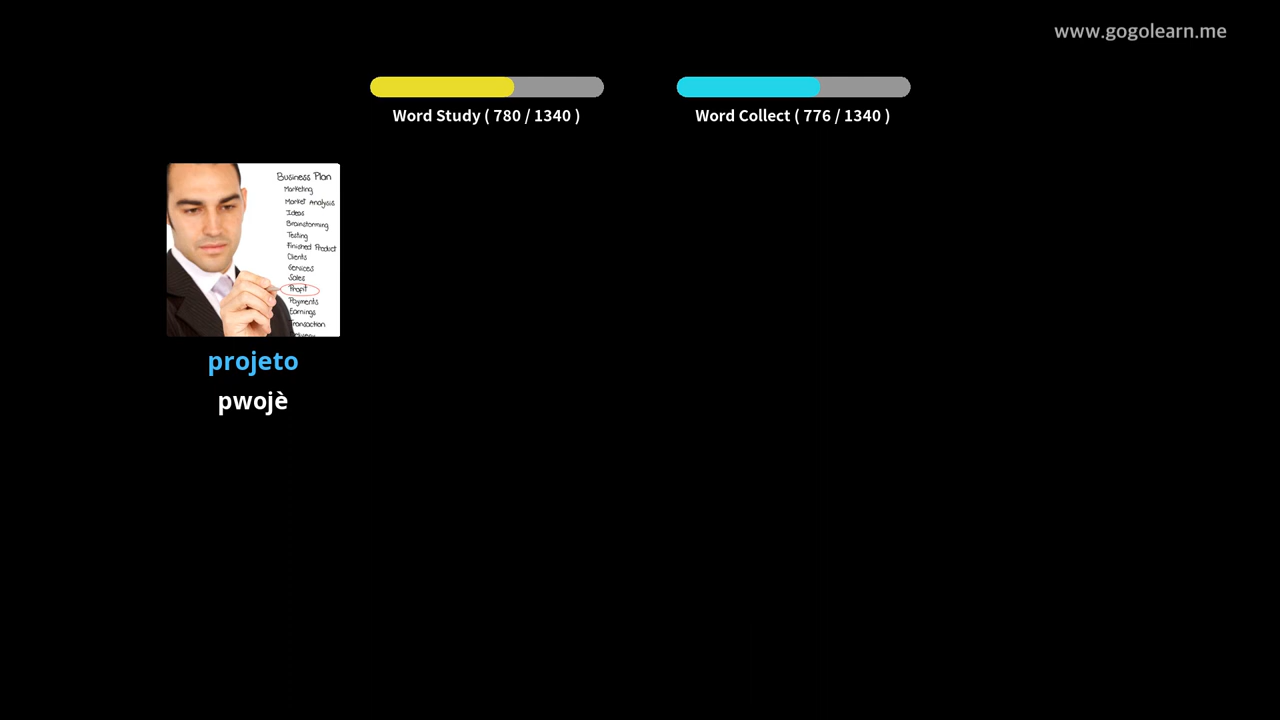 www.gogolearn.me
Word Study ( 780 / 1340 )
Word Collect ( 776 / 1340 )
Business Plan
Marketing
Market Analysis
Ideas
Brainstorming
Testing
Finished Product
Clients
Services
Sales
Profit
Payments
Earnings
Transaction
Delivery
projeto
pwojè